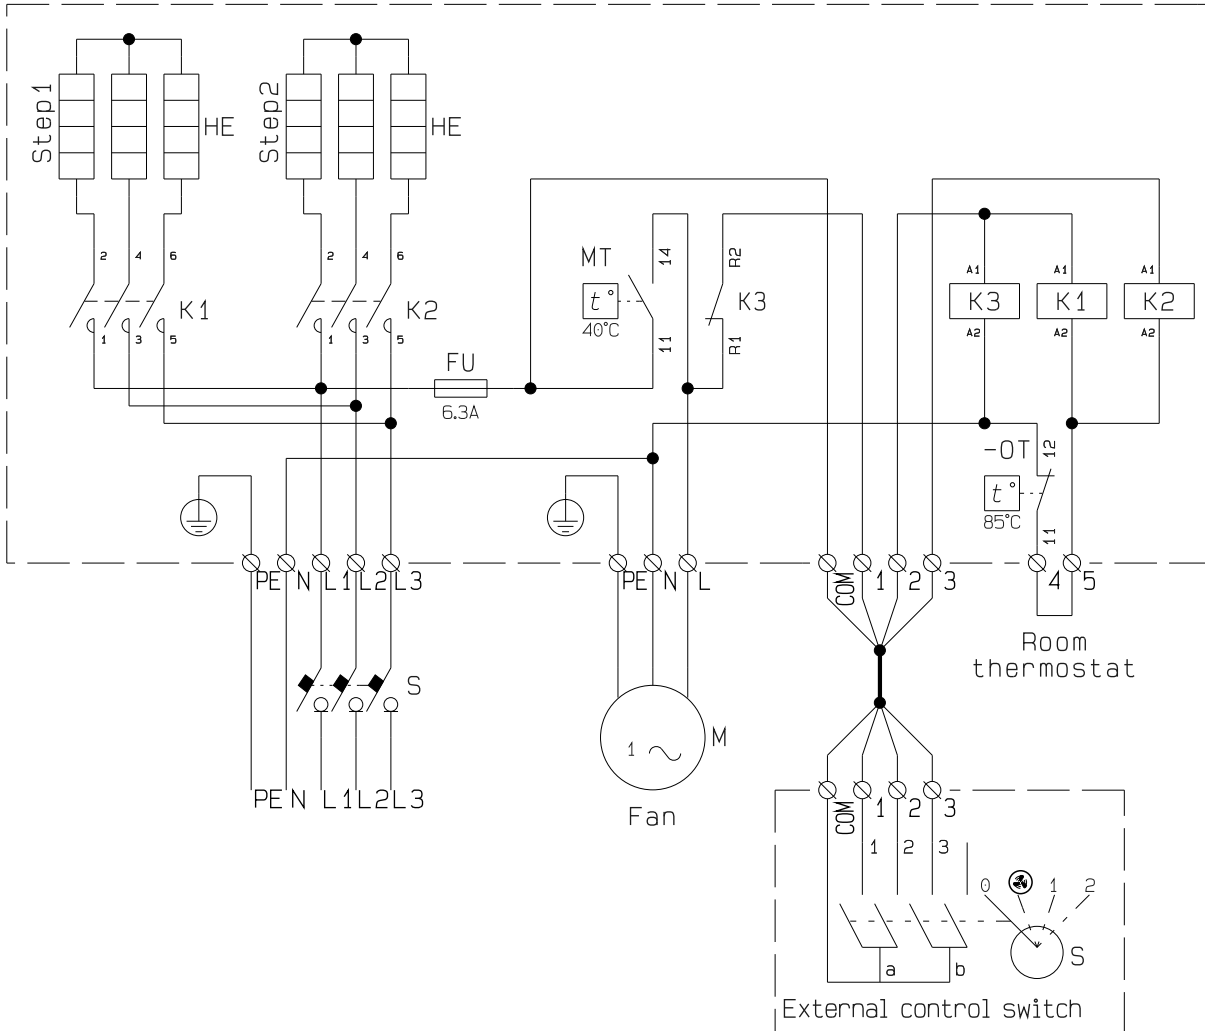 Step1
HE
Step2
HE
2 4 6
K1
1 3 5
2 4 6
K2
1 3 5
FU
6.3A
MT
t°
40°C
14
11
R2
K3
R1
A1 A1 A1
K3 K1 K2
A2 A2 A2
-OT
t°
85°C
12
11
PE N L1 L2 L3
PE N L
COM 1 2 3
4 5
Room
thermostat
S
PE N L1 L2 L3
1
M
Fan
COM 1 2 3
1 2 3
0 1 2
a b
S
External control switch